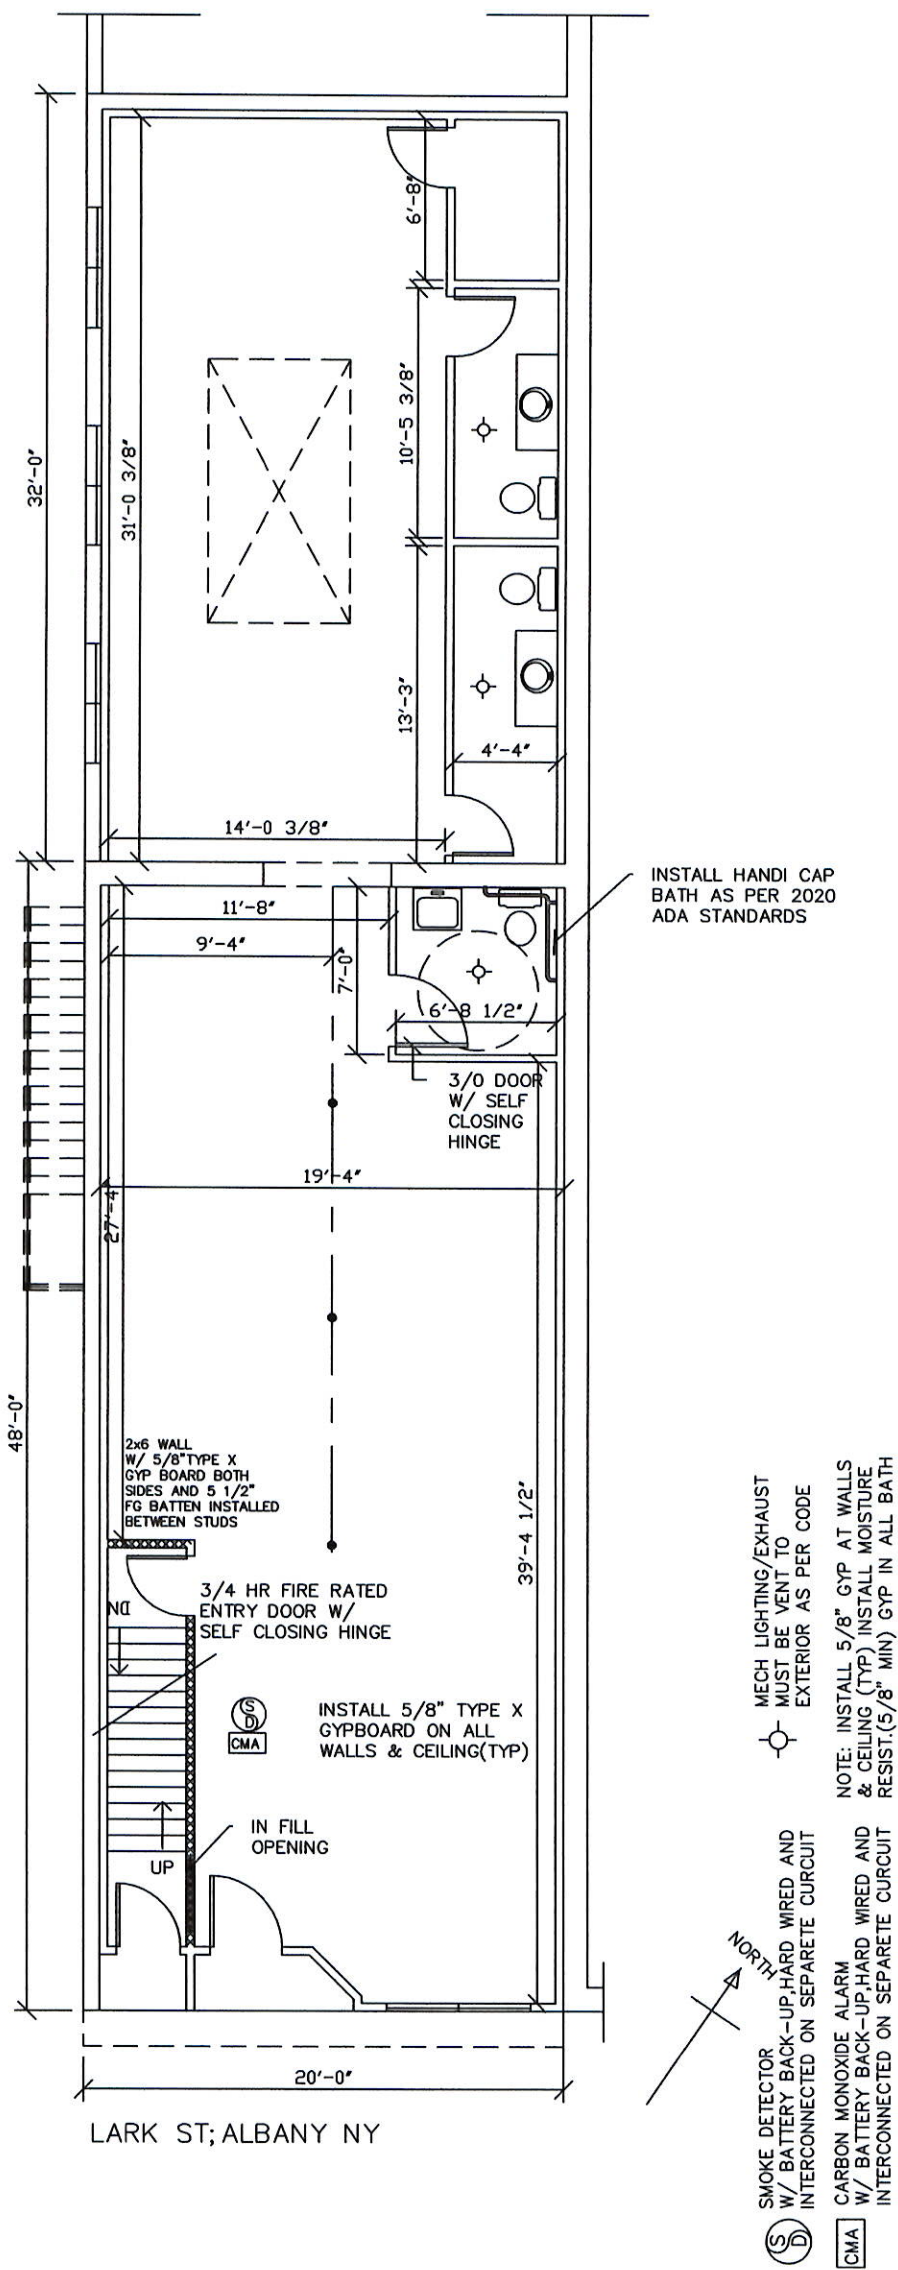 6'-8"
32'-0"
31'-0 3/8"
10'-5 3/8"
13'-3"
4'-4"
14'-0 3/8"
INSTALL HANDI CAP
BATH AS PER 2020
ADA STANDARDS
11'-8"
9'-4"
7'-0"
6'-8 1/2"
3/0 DOOR
W/ SELF
CLOSING
HINGE
19'-4"
27'-4
48'-0"
2x6 WALL
W/ 5/8"TYPE X
GYP BOARD BOTH
SIDES AND 5 1/2"
FG BATTEN INSTALLED
BETWEEN STUDS
39'-4 1/2"
3/4 HR FIRE RATED
ENTRY DOOR W/
SELF CLOSING HINGE
DN
S
D
CMA
INSTALL 5/8" TYPE X
GYPBOARD ON ALL
WALLS & CEILING(TYP)
IN FILL
OPENING
UP
20'-0"
LARK ST; ALBANY NY
NORTH
MECH LIGHTING/EXHAUST
MUST BE VENT TO
EXTERIOR AS PER CODE
NOTE: INSTALL 5/8" GYP AT WALLS
& CEILING (TYP) INSTALL MOISTURE
RESIST.(5/8" MIN) GYP IN ALL BATH
S
D
SMOKE DETECTOR
W/ BATTERY BACK-UP,HARD WIRED AND
INTERCONNECTED ON SEPARETE CURCUIT
CMA
CARBON MONOXIDE ALARM
W/ BATTERY BACK-UP,HARD WIRED AND
INTERCONNECTED ON SEPARETE CURCUIT